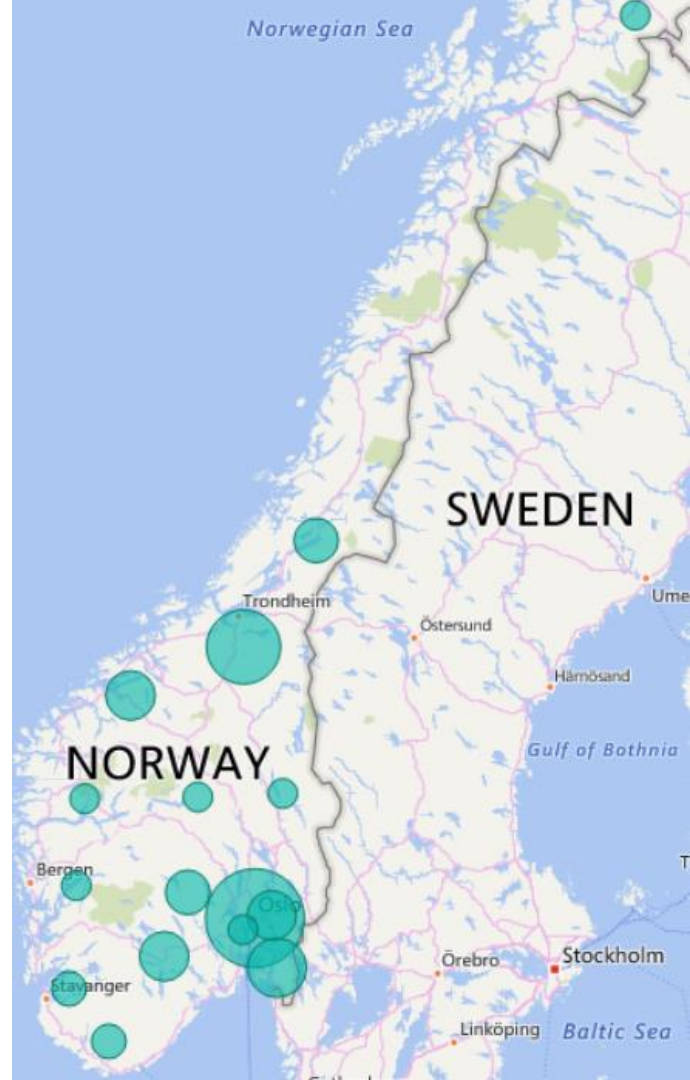 Norwegian Sea
SWEDEN
Trondheim
Östersund
Härnösand
NORWAY
Gulf of Bothnia
Bergen
Oslo
Stavanger
Örebro
Stockholm
Linköping
Baltic Sea